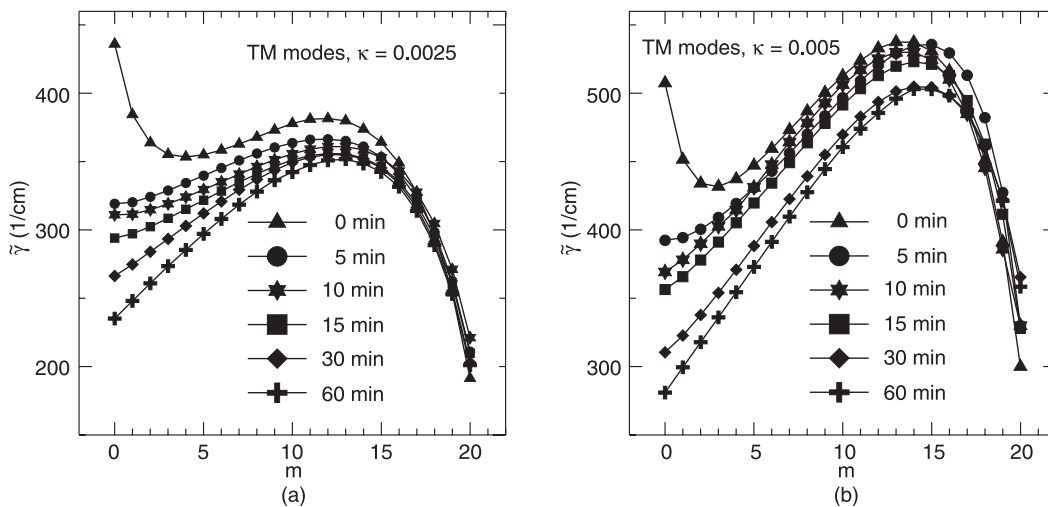 TM modes, κ = 0.0025
400
300
200
γ̃ (1/cm)
0 min
5 min
10 min
15 min
30 min
60 min
0 5 10 15 20
m
(a)
TM modes, κ = 0.005
500
400
300
γ̃ (1/cm)
0 min
5 min
10 min
15 min
30 min
60 min
0 5 10 15 20
m
(b)